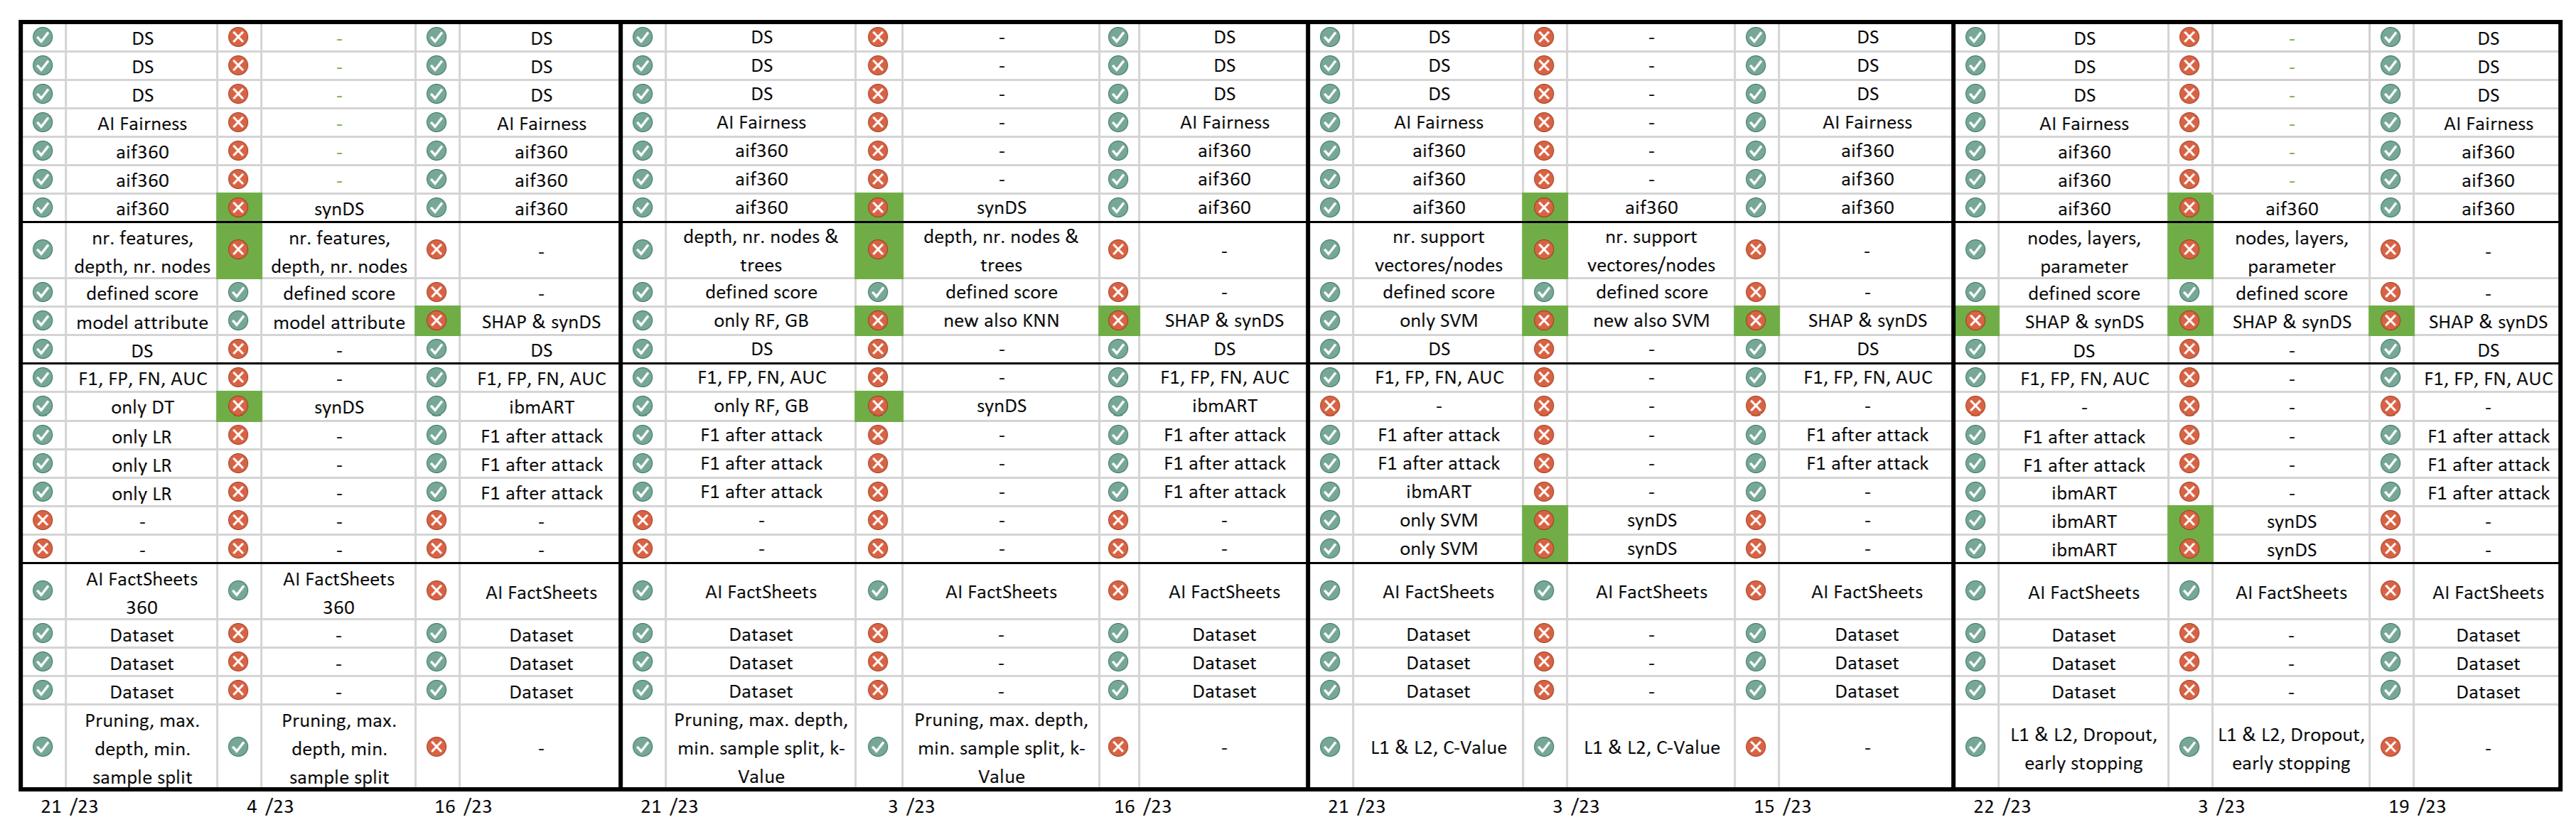 DS - DS DS - DS DS - DS DS - DS
DS - DS DS - DS DS - DS DS - DS
DS - DS DS - DS DS - DS DS - DS
AI Fairness - AI Fairness AI Fairness - AI Fairness AI Fairness - AI Fairness AI Fairness - AI Fairness
aif360 - aif360 aif360 - aif360 aif360 - aif360 aif360 - aif360
aif360 - aif360 aif360 - aif360 aif360 - aif360 aif360 - aif360
aif360 synDS aif360 aif360 synDS aif360 aif360 aif360 aif360 aif360 aif360 aif360
nr. features, nr. features, depth, nr. nodes & depth, nr. nodes & nr. support nr. support nodes, layers, nodes, layers,
- - - -
depth, nr. nodes depth, nr. nodes trees trees vectores/nodes vectores/nodes parameter parameter
defined score defined score - defined score defined score - defined score defined score - defined score defined score -
model attribute model attribute SHAP & synDS only RF, GB new also KNN SHAP & synDS only SVM new also SVM SHAP & synDS SHAP & synDS SHAP & synDS SHAP & synDS
DS - DS DS - DS DS - DS DS - DS
F1, FP, FN, AUC - F1, FP, FN, AUC F1, FP, FN, AUC - F1, FP, FN, AUC F1, FP, FN, AUC - F1, FP, FN, AUC F1, FP, FN, AUC - F1, FP, FN, AUC
only DT synDS ibmART only RF, GB synDS ibmART - - - - - -
only LR - F1 after attack F1 after attack - F1 after attack F1 after attack - F1 after attack F1 after attack - F1 after attack
only LR - F1 after attack F1 after attack - F1 after attack F1 after attack - F1 after attack F1 after attack - F1 after attack
only LR - F1 after attack F1 after attack - F1 after attack ibmART - - ibmART - F1 after attack
- - - - - - only SVM synDS - ibmART synDS -
- - - - - - only SVM synDS - ibmART synDS -
AI FactSheets AI FactSheets
AI FactSheets AI FactSheets AI FactSheets AI FactSheets AI FactSheets AI FactSheets AI FactSheets AI FactSheets AI FactSheets AI FactSheets
360 360
Dataset - Dataset Dataset - Dataset Dataset - Dataset Dataset - Dataset
Dataset - Dataset Dataset - Dataset Dataset - Dataset Dataset - Dataset
Dataset - Dataset Dataset - Dataset Dataset - Dataset Dataset - Dataset
Pruning, max. Pruning, max. Pruning, max. depth, Pruning, max. depth, L1 & L2, Dropout, L1 & L2, Dropout,
depth, min. depth, min. - min. sample split, k- min. sample split, k- - L1 & L2, C-Value L1 & L2, C-Value - -
sample split sample split Value Value early stopping early stopping
21 /23 4 /23 16 /23 21 /23 3 /23 16 /23 21 /23 3 /23 15 /23 22 /23 3 /23 19 /23